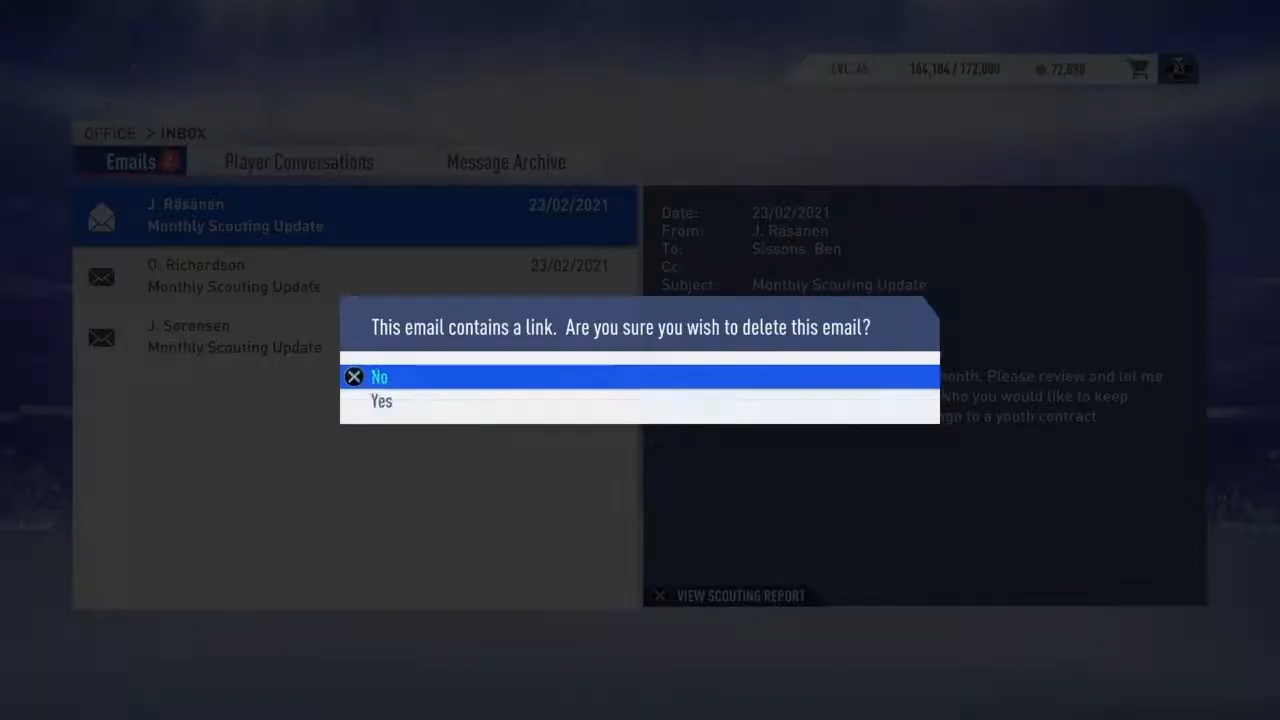 LVL. 65 164,184 / 172,000 72,898
OFFICE > INBOX
Emails Player Conversations Message Archive
J. Räsänen 23/02/2021
Monthly Scouting Update
O. Richardson 23/02/2021
Monthly Scouting Update
J. Sørensen
Monthly Scouting Update
Date: 23/02/2021
From: J. Räsänen
To: Sissons, Ben
Cc:
Subject: Monthly Scouting Update
This email contains a link. Are you sure you wish to delete this email?
No
Yes
month. Please review and let me
who you would like to keep
to a youth contract
VIEW SCOUTING REPORT